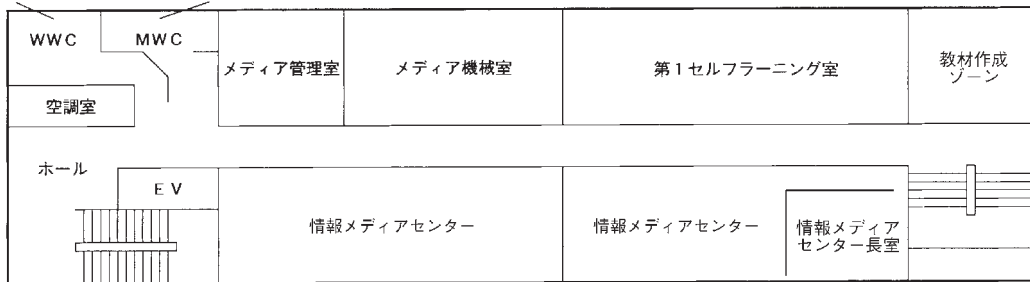 WWC
MWC
メディア管理室
メディア機械室
第1セルフラーニング室
教材作成
ゾーン
空調室
ホール
EV
情報メディアセンター
情報メディアセンター
情報メディア
センター長室